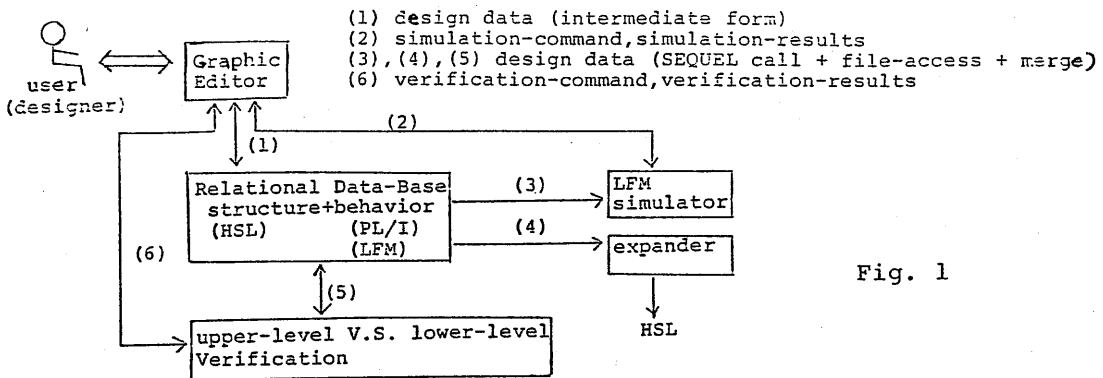 (1) design data (intermediate form)
(2) simulation-command,simulation-results
(3),(4),(5) design data (SEQUEL call + file-access + merge)
(6) verification-command,verification-results
user
(designer)
Graphic
Editor
(2)
(1)
Relational Data-Base
structure+behavior
(HSL) (PL/I)
(LFM)
(3)
LFM
simulator
(4)
expander
(6)
Fig. 1
(5)
HSL
upper-level V.S. lower-level
Verification